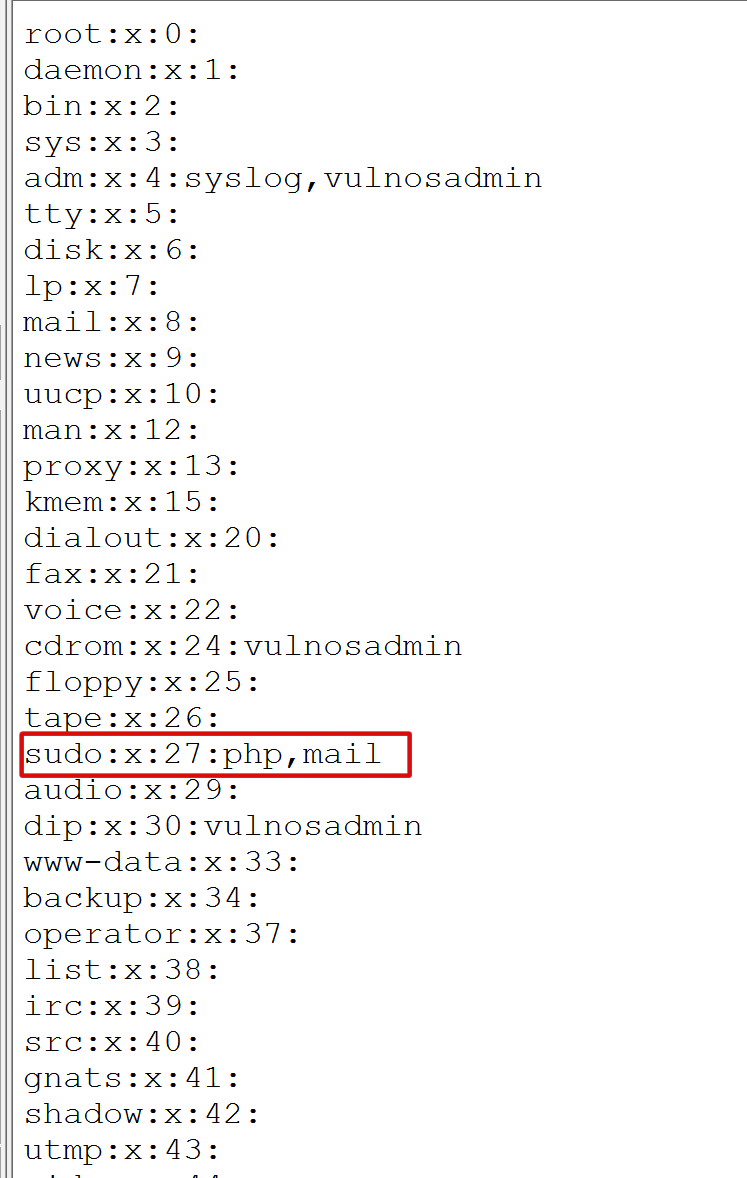 root:x:0:
daemon:x:1:
bin:x:2:
sys:x:3:
adm:x:4:syslog,vulnosadmin
tty:x:5:
disk:x:6:
lp:x:7:
mail:x:8:
news:x:9:
uucp:x:10:
man:x:12:
proxy:x:13:
kmem:x:15:
dialout:x:20:
fax:x:21:
voice:x:22:
cdrom:x:24:vulnosadmin
floppy:x:25:
tape:x:26:
sudo:x:27:php,mail
audio:x:29:
dip:x:30:vulnosadmin
www-data:x:33:
backup:x:34:
operator:x:37:
list:x:38:
irc:x:39:
src:x:40:
gnats:x:41:
shadow:x:42:
utmp:x:43: